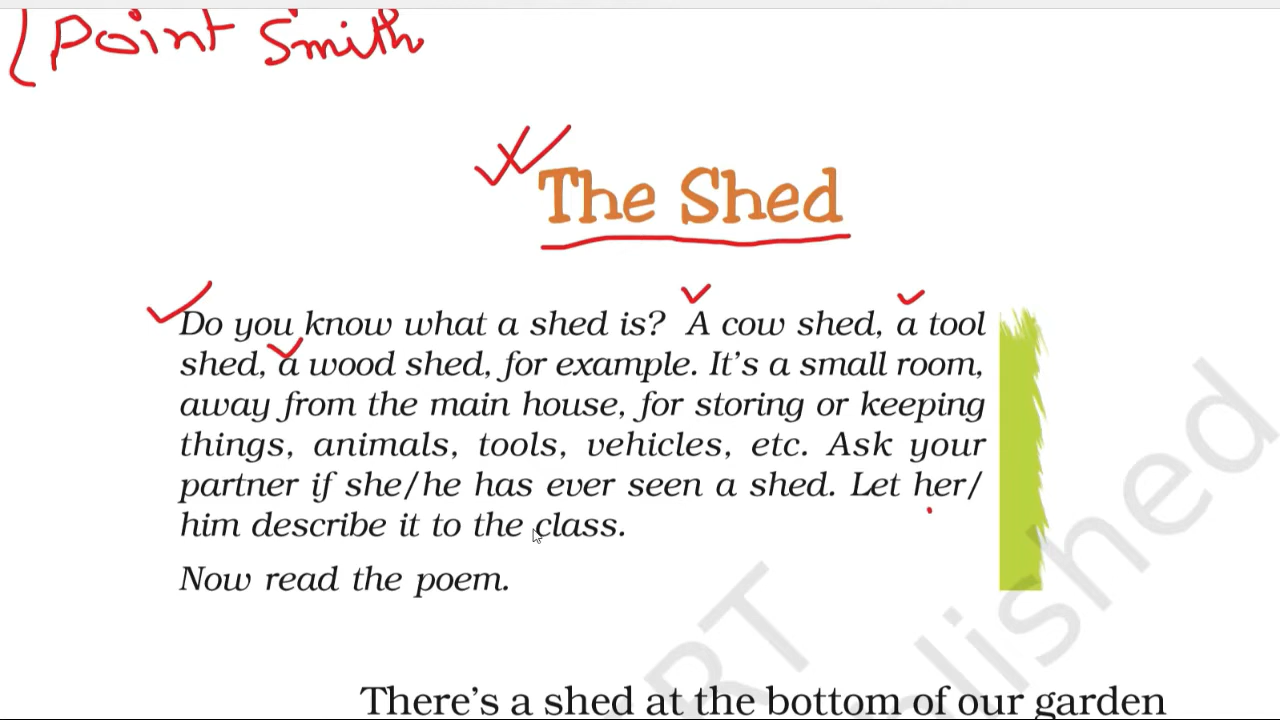 Point Smith
The Shed
Do you know what a shed is? A cow shed, a tool
shed, a wood shed, for example. It's a small room,
away from the main house, for storing or keeping
things, animals, tools, vehicles, etc. Ask your
partner if she/he has ever seen a shed. Let her/
him describe it to the class.
Now read the poem.
There's a shed at the bottom of our garden